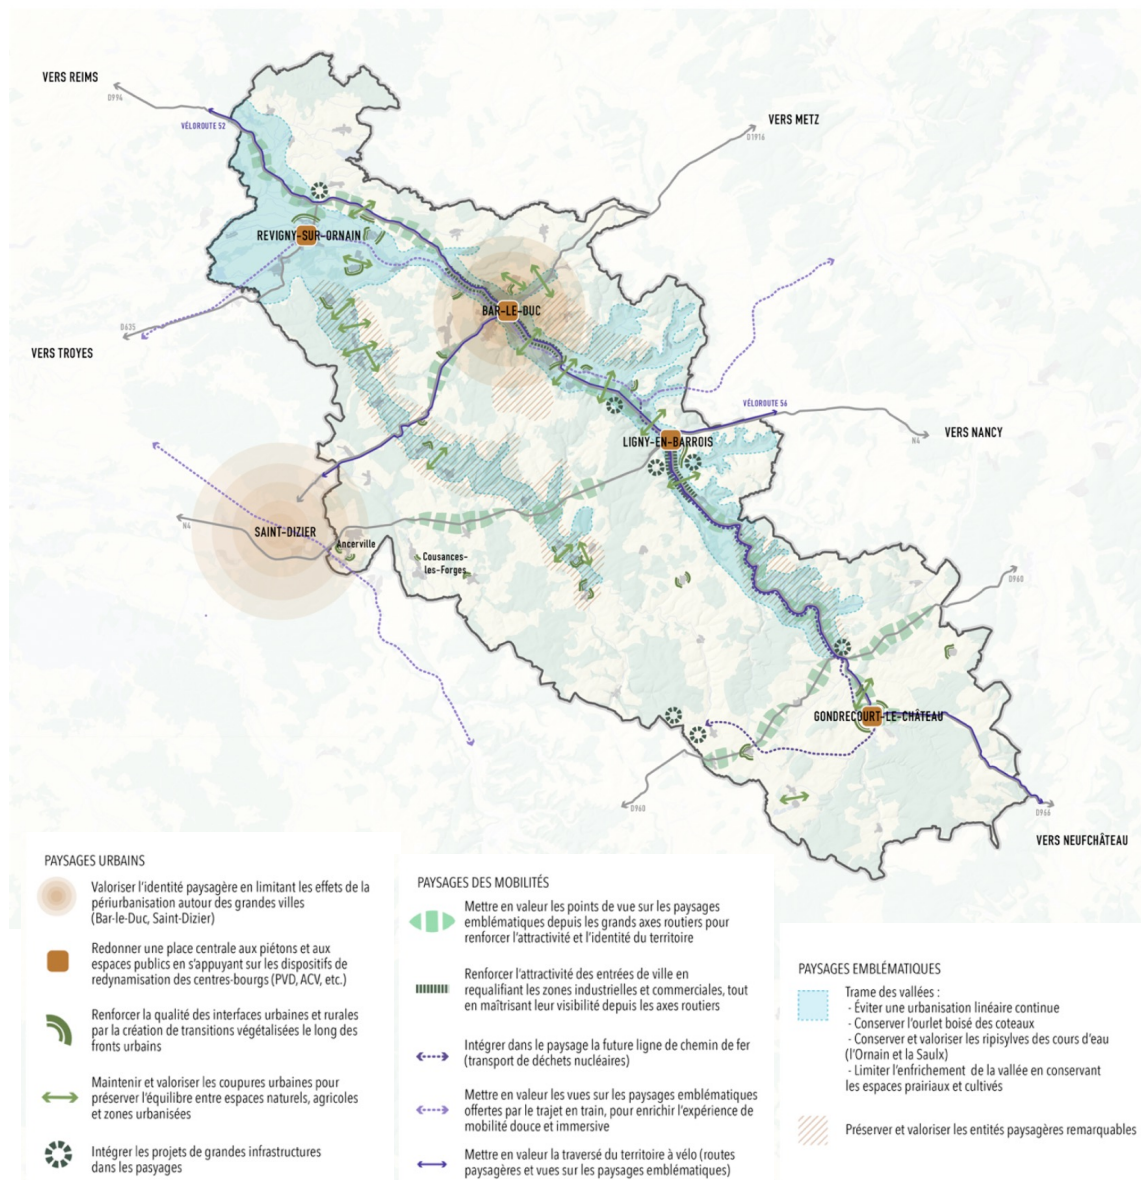 VERS REIMS
D994
VÉLOROUTE 52
VERS METZ
D1916
REVIGNY-SUR-ORNAIN
BAR-LE-DUC
D635
VERS TROYES
VÉLOROUTE 56
VERS NANCY
N4
LIGNY-EN-BARROIS
SAINT-DIZIER
N4
Ancerville
Cousances-
les-Forges
D960
GONDRECOURT-LE-CHÂTEAU
D960
D966
VERS NEUFCHÂTEAU
PAYSAGES URBAINS
Valoriser l'identité paysagère en limitant les effets de la
périurbanisation autour des grandes villes
(Bar-le-Duc, Saint-Dizier)
Redonner une place centrale aux piétons et aux
espaces publics en s'appuyant sur les dispositifs de
redynamisation des centres-bourgs (PVD, ACV, etc.)
Renforcer la qualité des interfaces urbaines et rurales
par la création de transitions végétalisées le long des
fronts urbains
Maintenir et valoriser les coupures urbaines pour
préserver l'équilibre entre espaces naturels, agricoles
et zones urbanisées
Intégrer les projets de grandes infrastructures
dans les paysages
PAYSAGES DES MOBILITÉS
Mettre en valeur les points de vue sur les paysages
emblématiques depuis les grands axes routiers pour
renforcer l'attractivité et l'identité du territoire
Renforcer l'attractivité des entrées de ville en
requalifiant les zones industrielles et commerciales, tout
en maîtrisant leur visibilité depuis les axes routiers
Intégrer dans le paysage la future ligne de chemin de fer
(transport de déchets nucléaires)
Mettre en valeur les vues sur les paysages emblématiques
offertes par le trajet en train, pour enrichir l'expérience de
mobilité douce et immersive
Mettre en valeur la traversé du territoire à vélo (routes
paysagères et vues sur les paysages emblématiques)
PAYSAGES EMBLÉMATIQUES
Trame des vallées :
- Éviter une urbanisation linéaire continue
- Conserver l'ourlet boisé des coteaux
- Conserver et valoriser les ripisylves des cours d'eau
(l'Ornain et la Saulx)
- Limiter l'enfrichement de la vallée en conservant
les espaces prairiaux et cultivés
Préserver et valoriser les entités paysagères remarquables